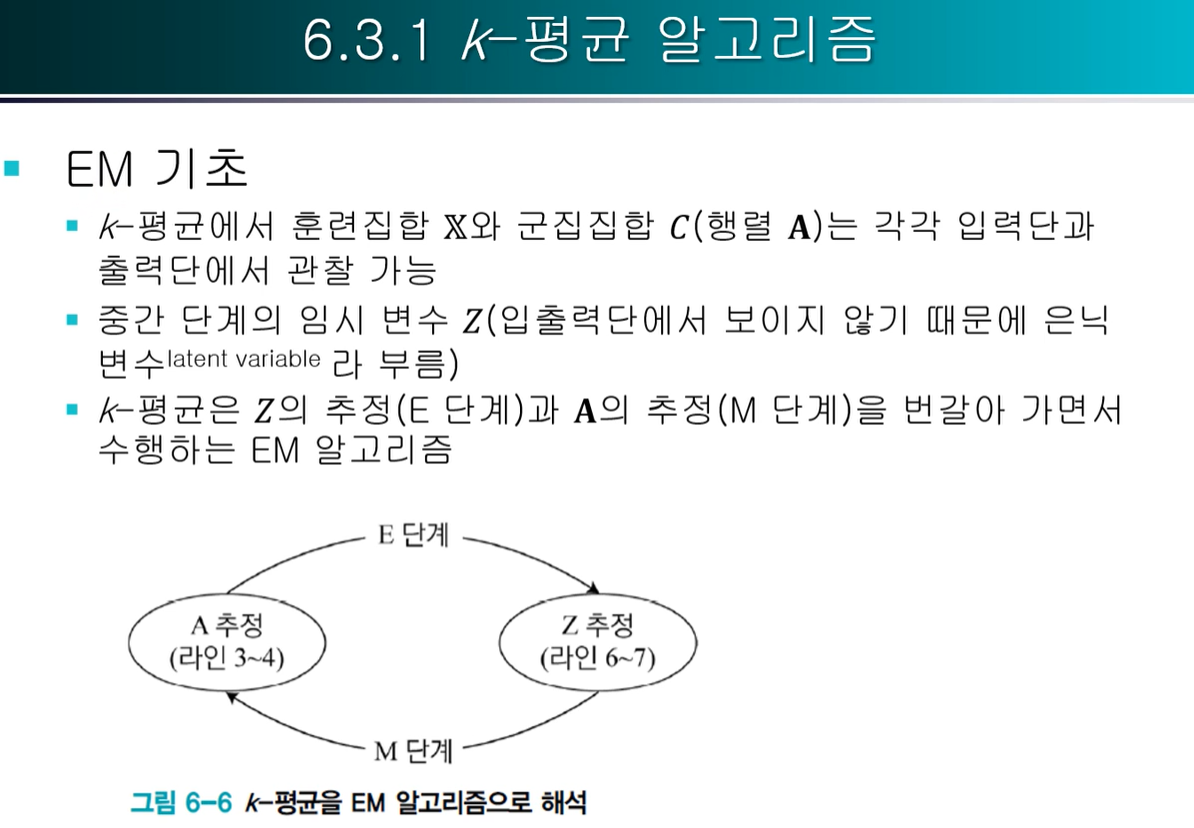 6.3.1 k-평균 알고리즘
EM 기초
k-평균에서 훈련집합 𝕏와 군집집합 C(행렬 A)는 각각 입력단과
출력단에서 관찰 가능
중간 단계의 임시 변수 Z(입출력단에서 보이지 않기 때문에 은닉
변수latent variable 라 부름)
k-평균은 Z의 추정(E 단계)과 A의 추정(M 단계)을 번갈아 가면서
수행하는 EM 알고리즘
E 단계
A 추정
(라인 3~4)
Z 추정
(라인 6~7)
M 단계
그림 6-6 k-평균을 EM 알고리즘으로 해석